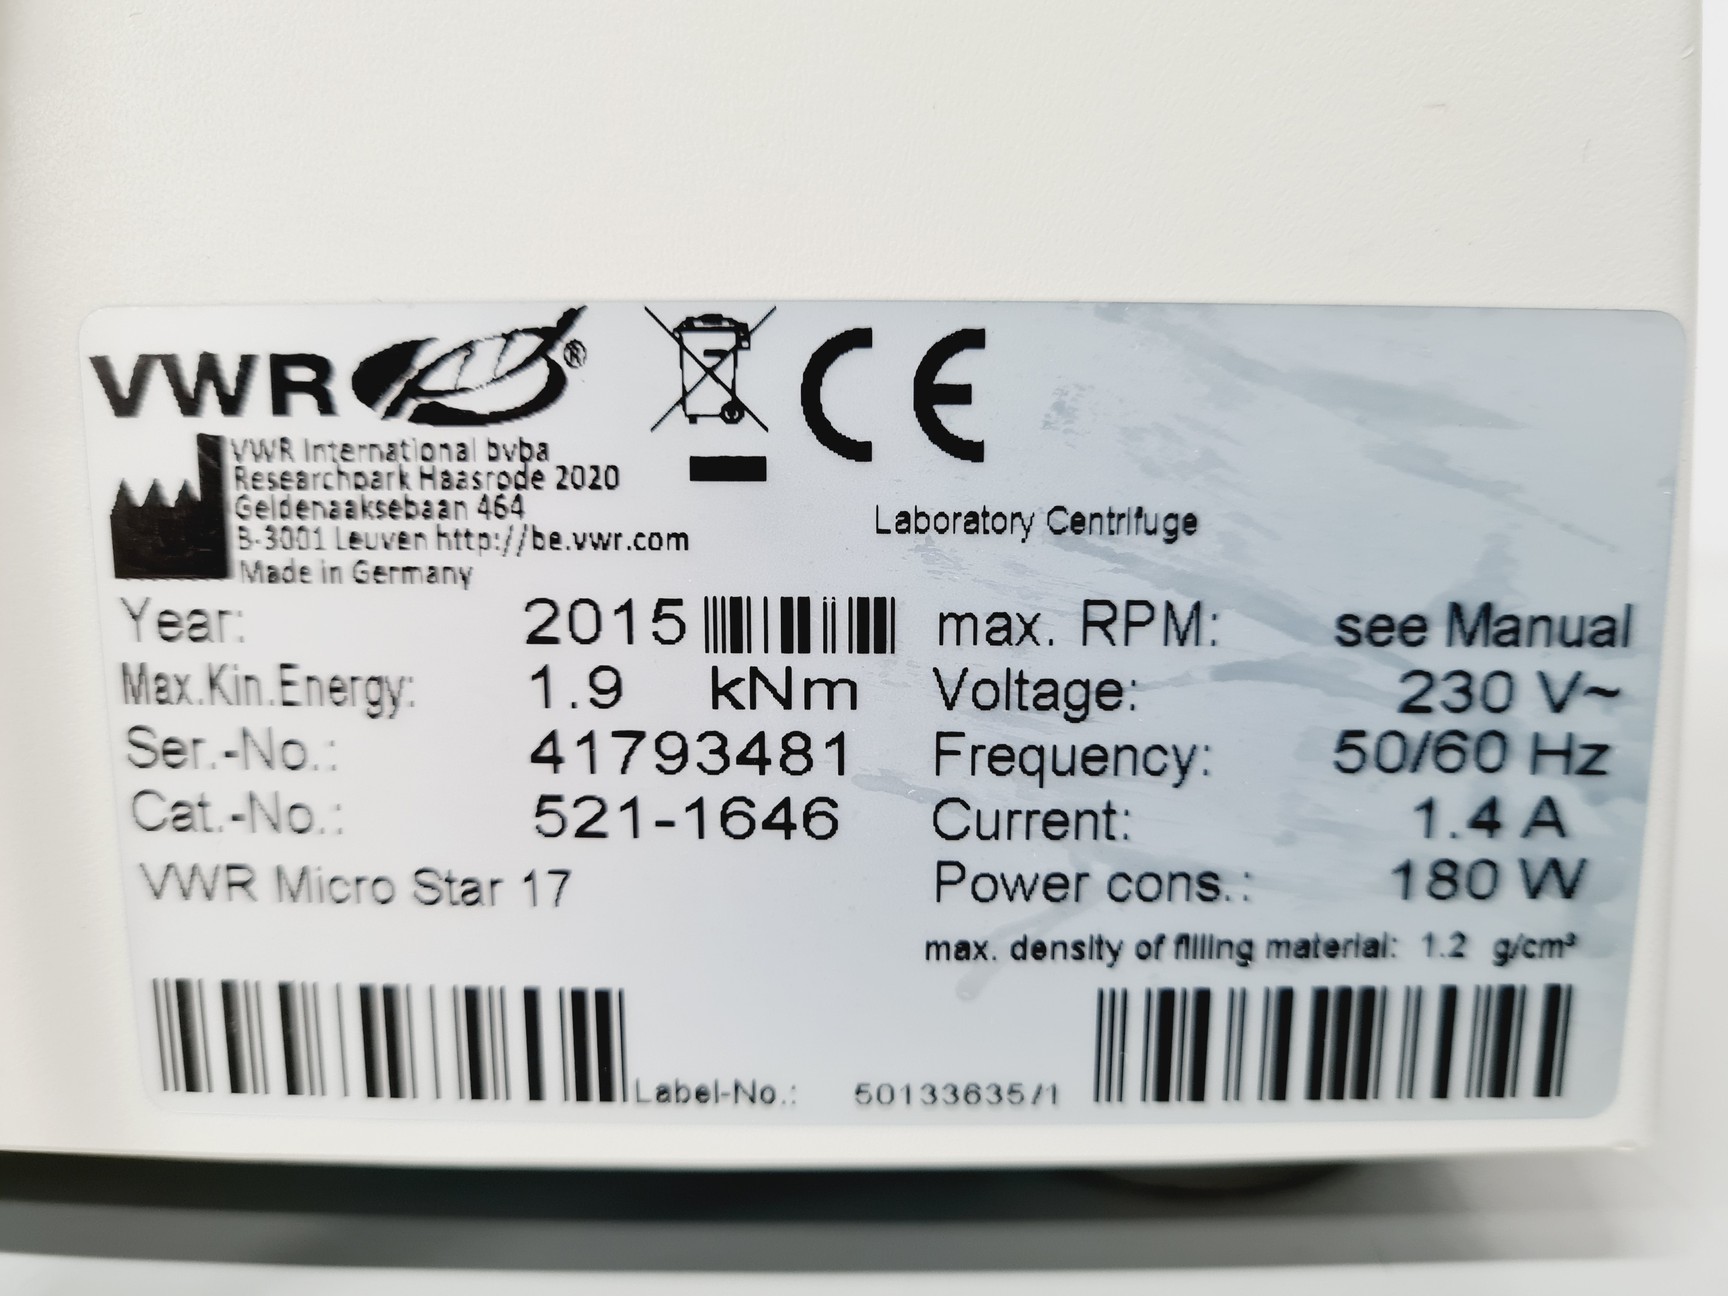 VWR ®
CE
VWR International bvba
Researchpark Haasrode 2020
Geldenaaksebaan 464
B-3001 Leuven http://be.vwr.com
Made in Germany
Laboratory Centrifuge
Year: 2015 max. RPM: see Manual
Max.Kin.Energy: 1.9 kNm Voltage: 230 V~
Ser.-No.: 41793481 Frequency: 50/60 Hz
Cat.-No.: 521-1646 Current: 1.4 A
VWR Micro Star 17 Power cons.: 180 W
max. density of filling material: 1.2 g/cm³
Label-No.: 50133635/1